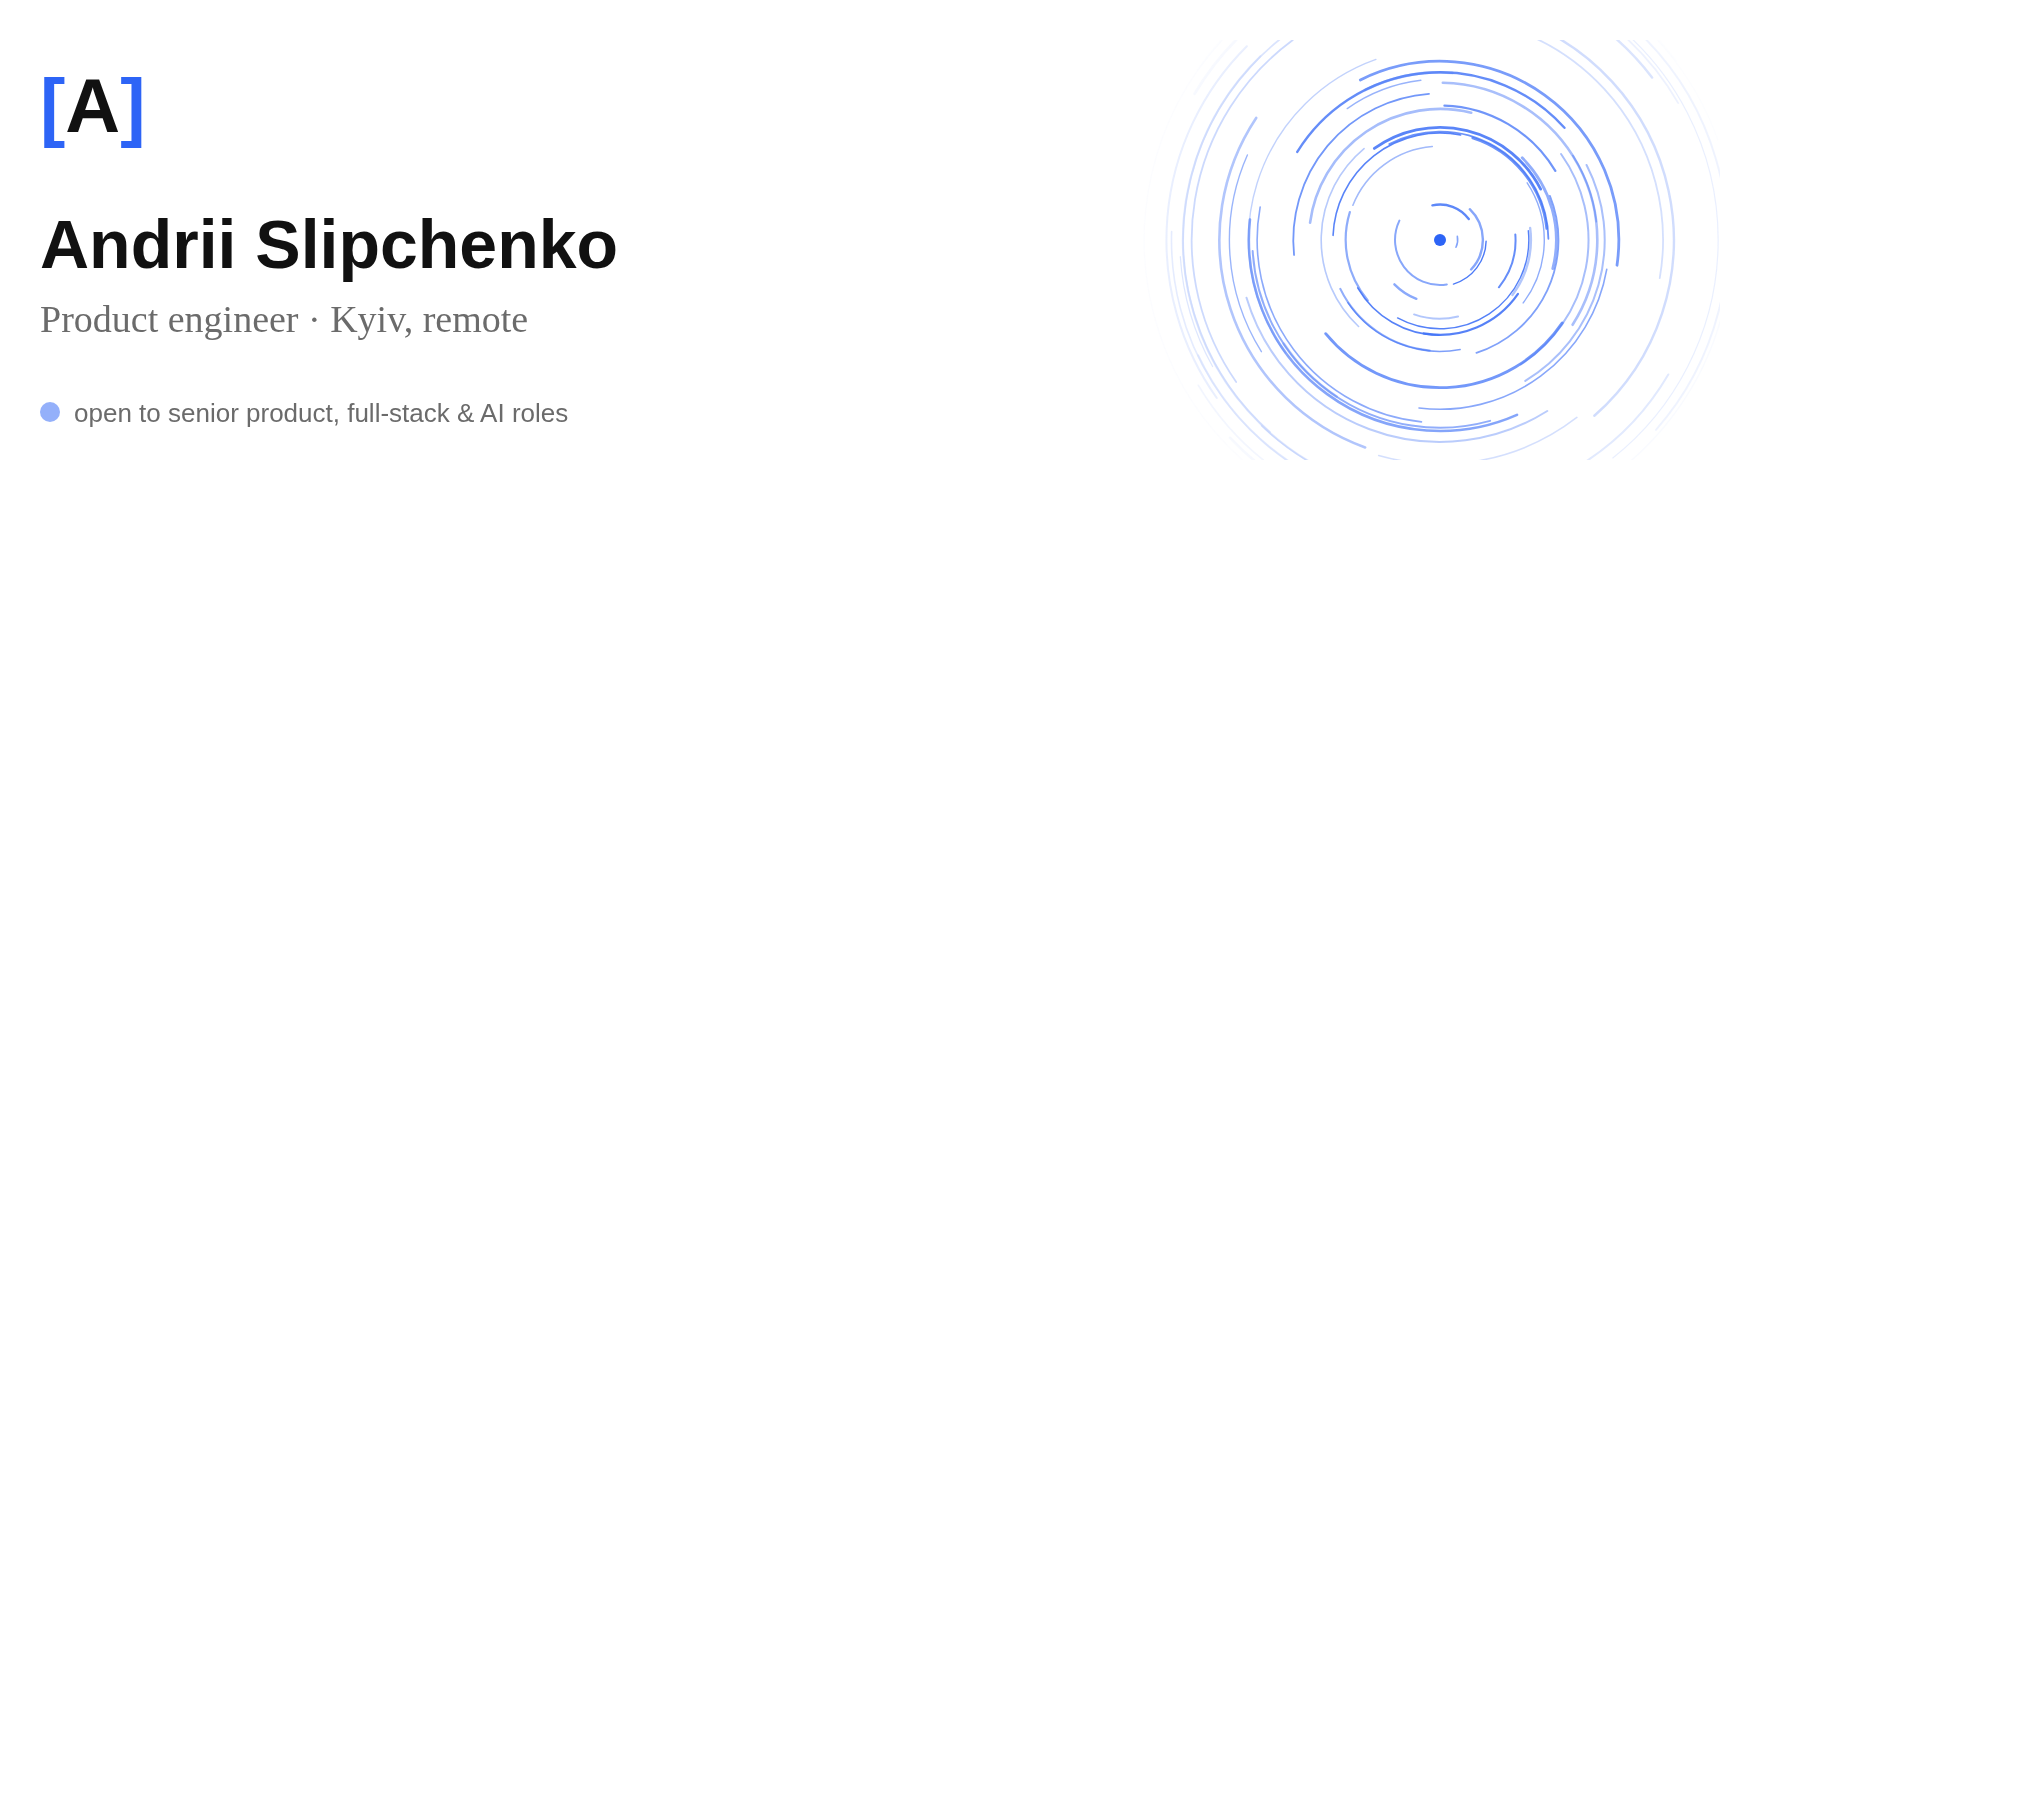 [A]
Andrii Slipchenko
Product engineer · Kyiv, remote
open to senior product, full-stack & AI roles